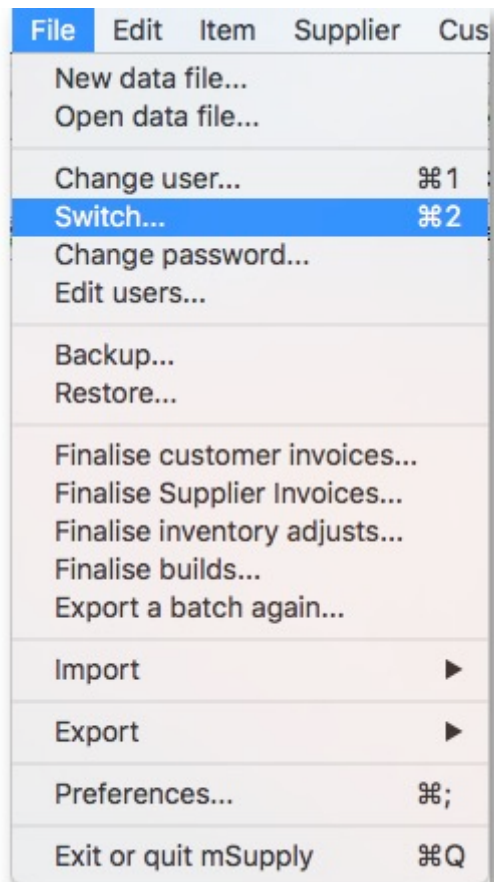 File Edit Item Supplier Cus
New data file...
Open data file...
Change user... ⌘1
Switch... ⌘2
Change password...
Edit users...
Backup...
Restore...
Finalise customer invoices...
Finalise Supplier Invoices...
Finalise inventory adjusts...
Finalise builds...
Export a batch again...
Import ▶
Export ▶
Preferences... ⌘;
Exit or quit mSupply ⌘Q